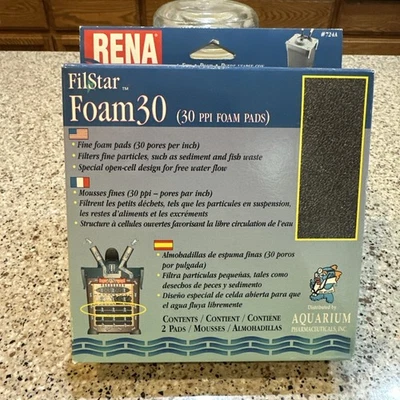 RENA
#724A
FilStar™
Foam30 (30 PPI FOAM PADS)
• Fine foam pads (30 pores per inch)
• Filters fine particles, such as sediment and fish waste
• Special open-cell design for free water flow
• Mousses fines (30 ppi – pores par inch)
• Filtrent les petits déchets, tels que les particules en suspension,
les restes d'aliments et les excréments
• Structure à cellules ouvertes favorisant la libre circulation de l'eau
• Almohadillas de espuma finas (30 poros
por pulgada)
• Filtra partículas pequeñas, tales como
desechos de peces y sedimento
• Diseño especial de celda abierta para que
el agua fluya libremente
CONTENTS / CONTIENT / CONTIENE
2 PADS / MOUSSES / ALMOHADILLAS
Distributed by
AQUARIUM
PHARMACEUTICALS, INC.